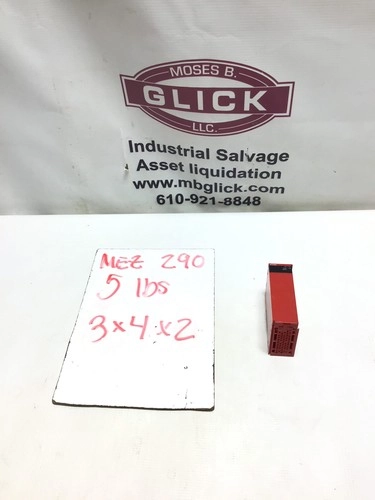 MOSES B.
GLICK
LLC.
Industrial Salvage
Asset liquidation
www.mbglick.com
610-921-8848
MEZ 290
5 lbs
3x4x2